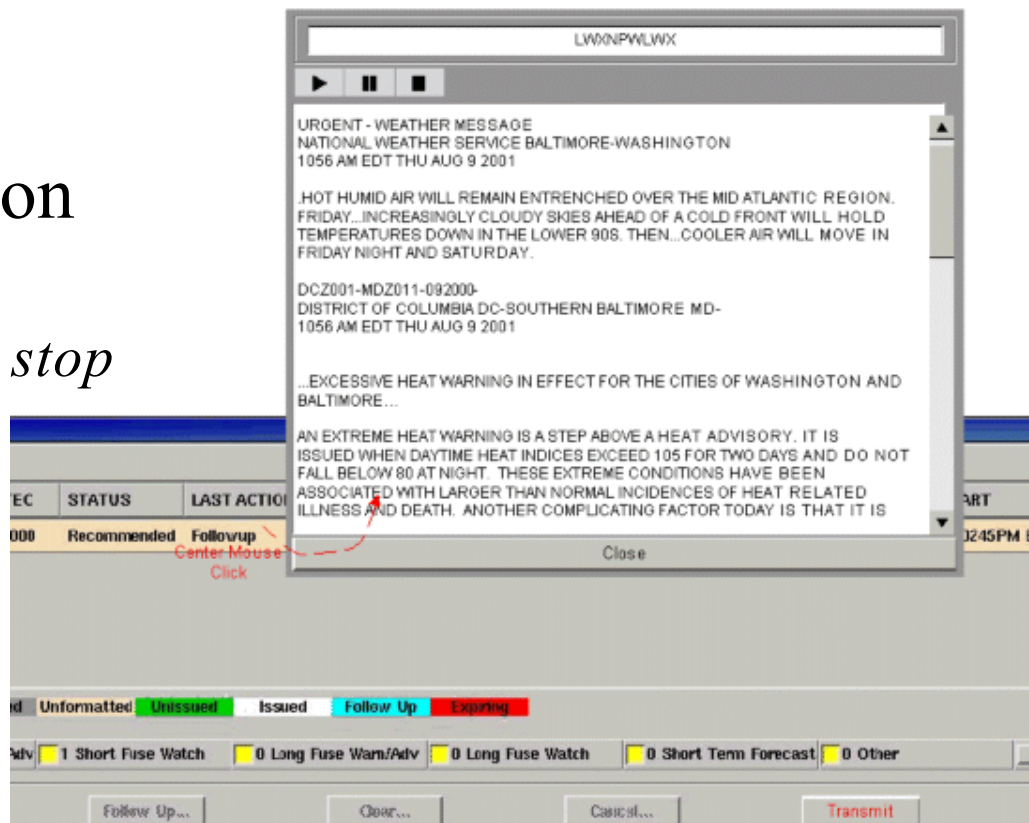 on
stop
LWXNPWLWX
URGENT - WEATHER MESSAGE
NATIONAL WEATHER SERVICE BALTIMORE-WASHINGTON
1056 AM EDT THU AUG 9 2001
.HOT HUMID AIR WILL REMAIN ENTRENCHED OVER THE MID ATLANTIC REGION.
FRIDAY...INCREASINGLY CLOUDY SKIES AHEAD OF A COLD FRONT WILL HOLD
TEMPERATURES DOWN IN THE LOWER 90S. THEN...COOLER AIR WILL MOVE IN
FRIDAY NIGHT AND SATURDAY.
DCZ001-MDZ011-092000-
DISTRICT OF COLUMBIA DC-SOUTHERN BALTIMORE MD-
1056 AM EDT THU AUG 9 2001
...EXCESSIVE HEAT WARNING IN EFFECT FOR THE CITIES OF WASHINGTON AND
BALTIMORE...
AN EXTREME HEAT WARNING IS A STEP ABOVE A HEAT ADVISORY. IT IS
ISSUED WHEN DAYTIME HEAT INDICES EXCEED 105 FOR TWO DAYS AND DO NOT
FALL BELOW 80 AT NIGHT. THESE EXTREME CONDITIONS HAVE BEEN
ASSOCIATED WITH LARGER THAN NORMAL INCIDENCES OF HEAT RELATED
ILLNESS AND DEATH. ANOTHER COMPLICATING FACTOR TODAY IS THAT IT IS
Close
TEC STATUS LAST ACTION ART
000 Recommended Followup 0245PM
Center Mouse
Click
ed Unformatted Unissued Issued Follow Up Expiring
Adv 1 Short Fuse Watch 0 Long Fuse Warn/Adv 0 Long Fuse Watch 0 Short Term Forecast 0 Other
Follow Up... Clear... Cancel... Transmit